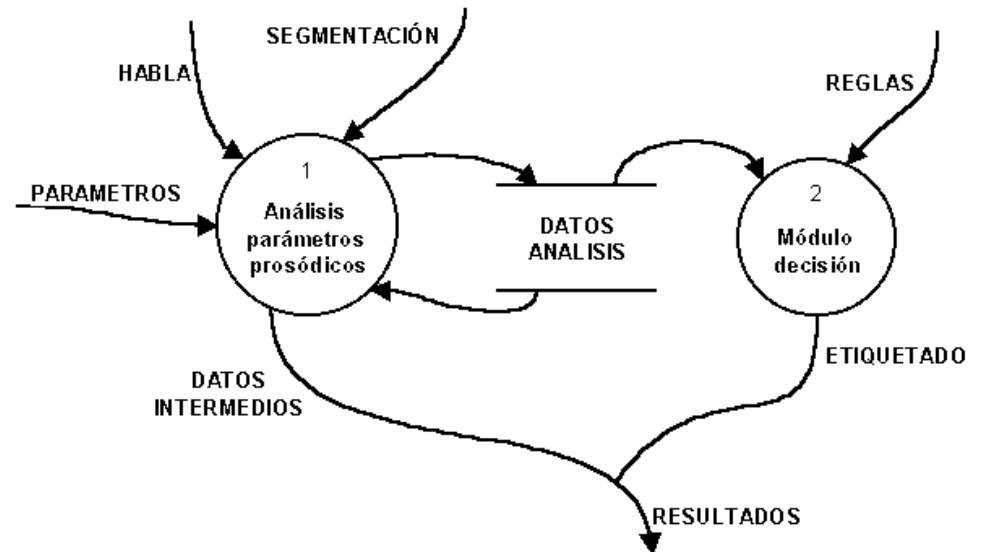 SEGMENTACIÓN
HABLA
REGLAS
PARAMETROS
1
Análisis
parámetros
prosódicos
DATOS
ANALISIS
2
Módulo
decisión
ETIQUETADO
DATOS
INTERMEDIOS
RESULTADOS